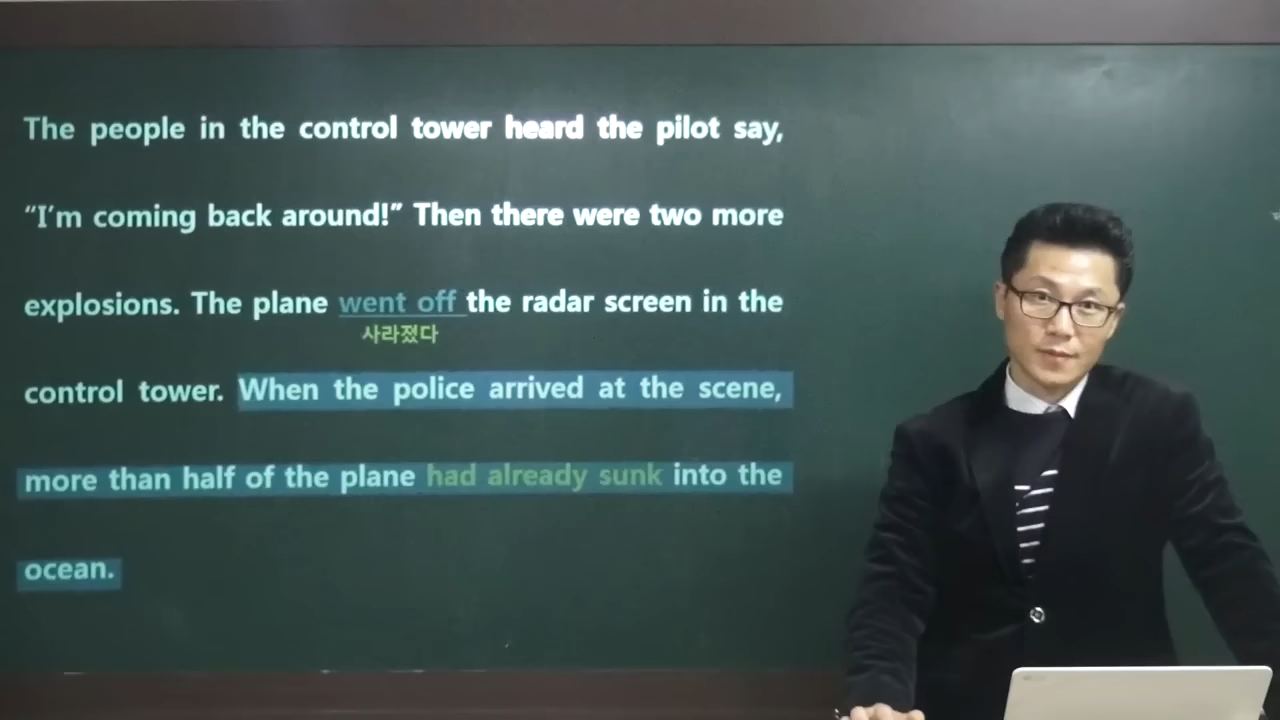 The people in the control tower heard the pilot say,
“I’m coming back around!” Then there were two more
explosions. The plane went off the radar screen in the
사라졌다
control tower. When the police arrived at the scene,
more than half of the plane had already sunk into the
ocean.